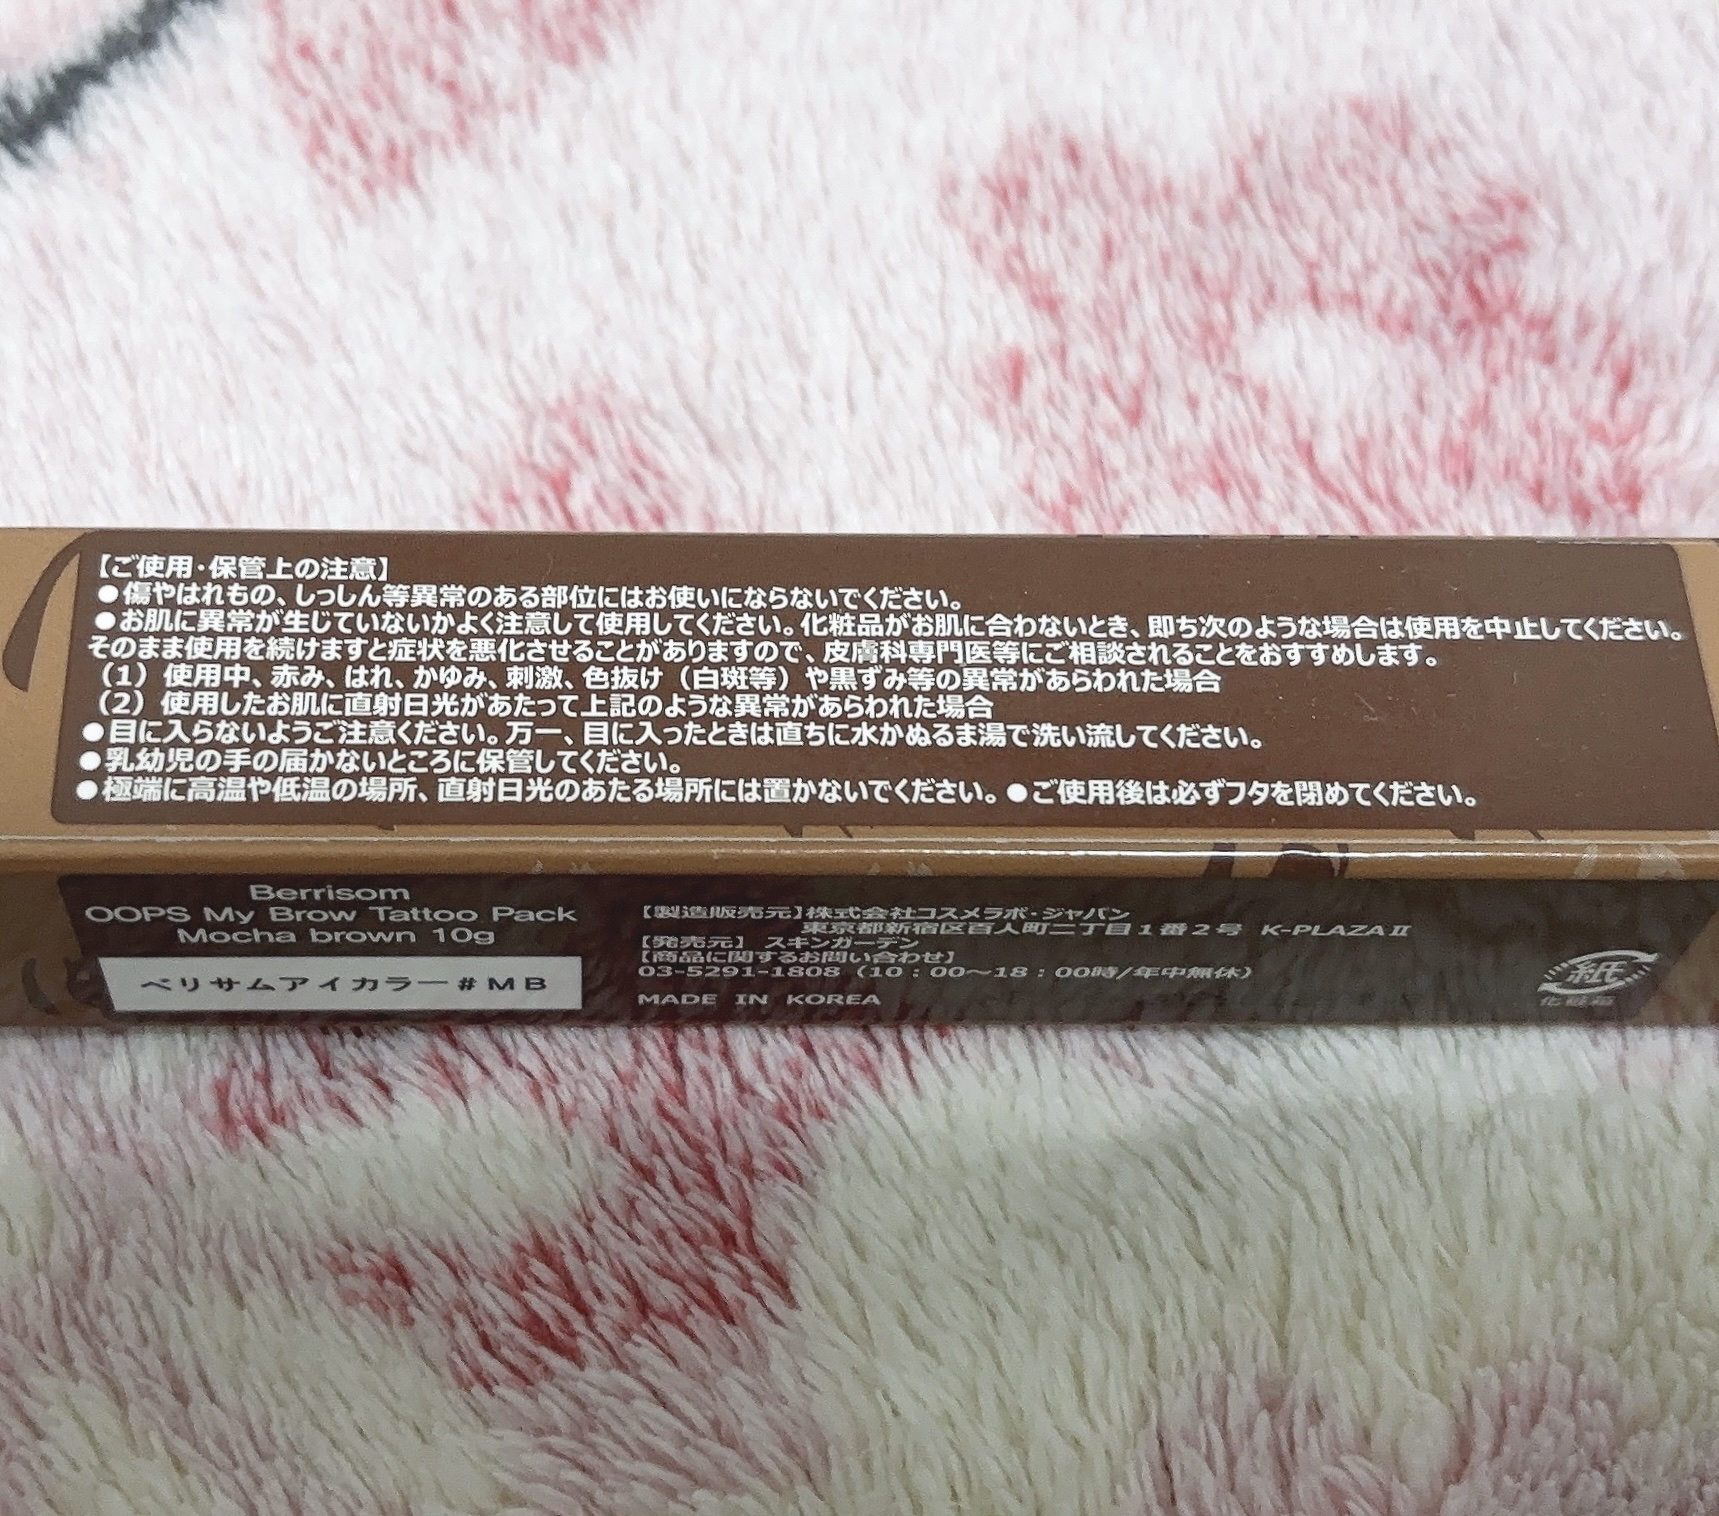 【ご使用・保管上の注意】
●傷やはれもの、しっしん等異常のある部位にはお使いにならないでください。
●お肌に異常が生じていないかよく注意して使用してください。化粧品がお肌に合わないとき、即ち次のような場合は使用を中止してください。
そのまま使用を続けますと症状を悪化させることがありますので、皮膚科専門医等にご相談されることをおすすめします。
（1）使用中、赤み、はれ、かゆみ、刺激、色抜け（白斑等）や黒ずみ等の異常があらわれた場合
（2）使用したお肌に直射日光があたって上記のような異常があらわれた場合
●目に入らないようご注意ください。万一、目に入ったときは直ちに水かぬるま湯で洗い流してください。
●乳幼児の手の届かないところに保管してください。
●極端に高温や低温の場所、直射日光のあたる場所には置かないでください。●ご使用後は必ずフタを閉めてください。
Berrisom
OOPS My Brow Tattoo Pack
Mocha brown 10g
ベリサムアイカラー#MB
【製造販売元】株式会社コスメラボ・ジャパン
東京都新宿区百人町二丁目1番2号 K-PLAZAⅡ
【発売元】 スキンガーデン
【商品に関するお問い合わせ】
03-5291-1808（10：00～18：00時/年中無休）
MADE IN KOREA
紙
化粧箱